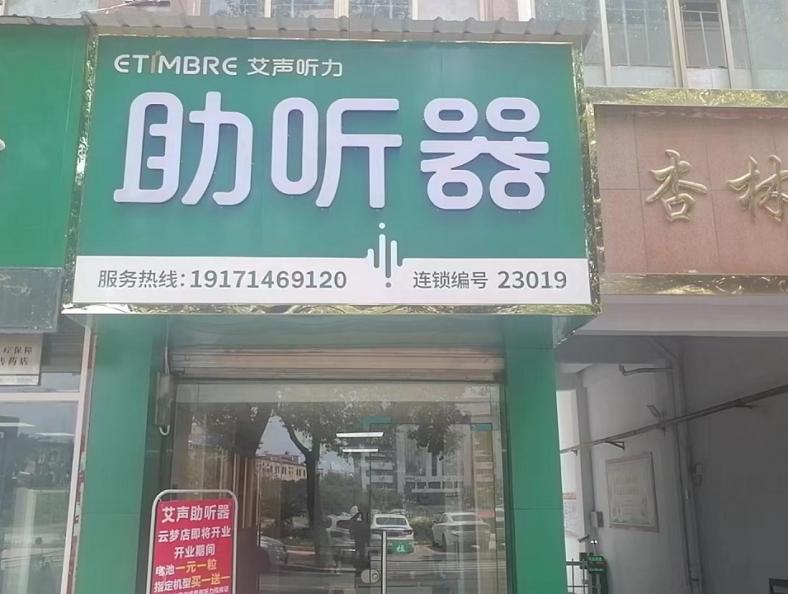 ETIMBRE 艾声听力
助听器
服务热线：19171469120
连锁编号 23019
杏林
艾声助听器
云梦店即将开业
开业期间
电池一元一粒
指定机型买一送一